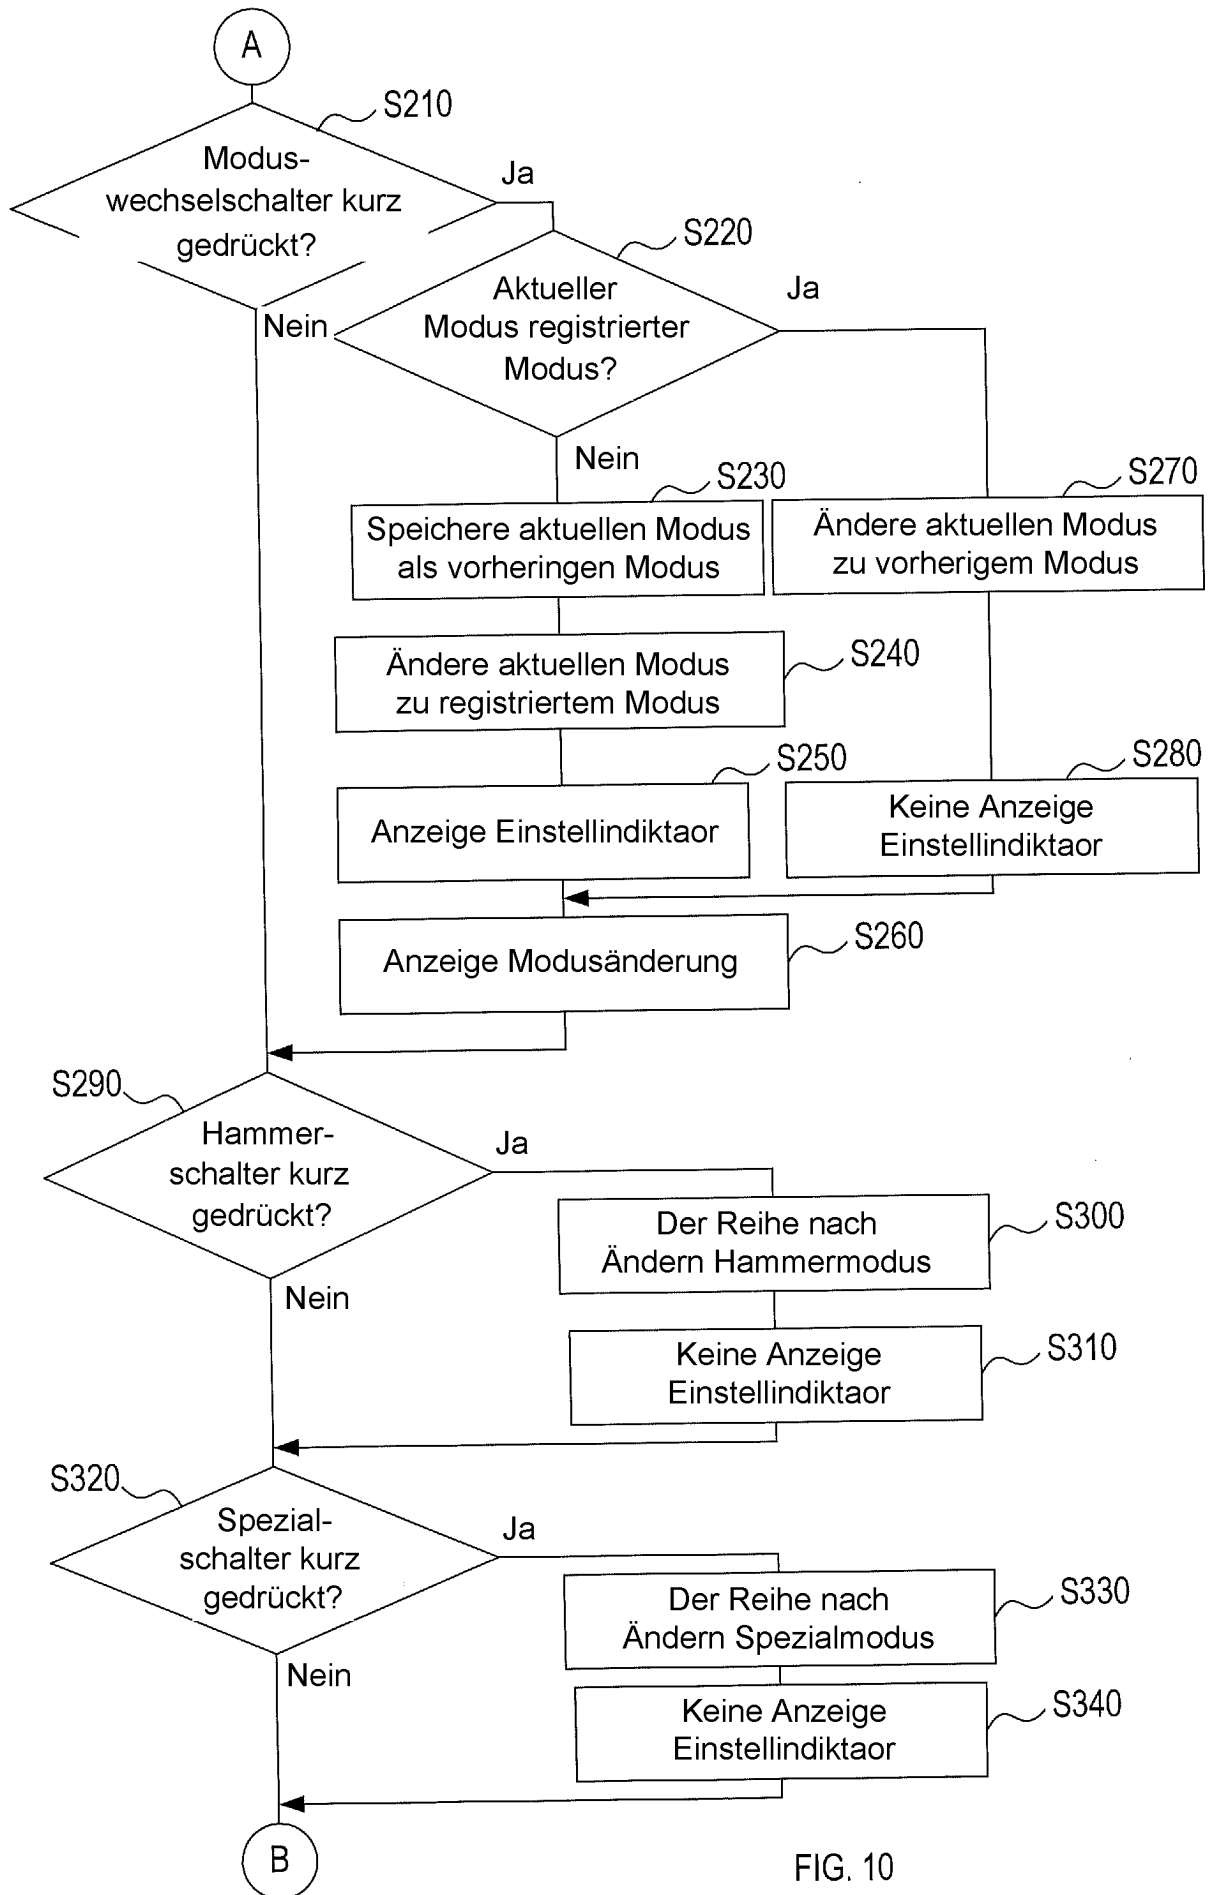 A
S210
Modus-
wechselschalter kurz
gedrückt?
Ja
Nein
S220
Aktueller
Modus registrierter
Modus?
Ja
Nein
S230
Speichere aktuellen Modus
als vorheringen Modus
S270
Ändere aktuellen Modus
zu vorherigem Modus
S240
Ändere aktuellen Modus
zu registriertem Modus
S250
Anzeige Einstellindiktaor
S280
Keine Anzeige
Einstellindiktaor
S260
Anzeige Modusänderung
S290
Hammer-
schalter kurz
gedrückt?
Ja
Nein
S300
Der Reihe nach
Ändern Hammermodus
S310
Keine Anzeige
Einstellindiktaor
S320
Spezial-
schalter kurz
gedrückt?
Ja
Nein
S330
Der Reihe nach
Ändern Spezialmodus
S340
Keine Anzeige
Einstellindiktaor
B
FIG. 10